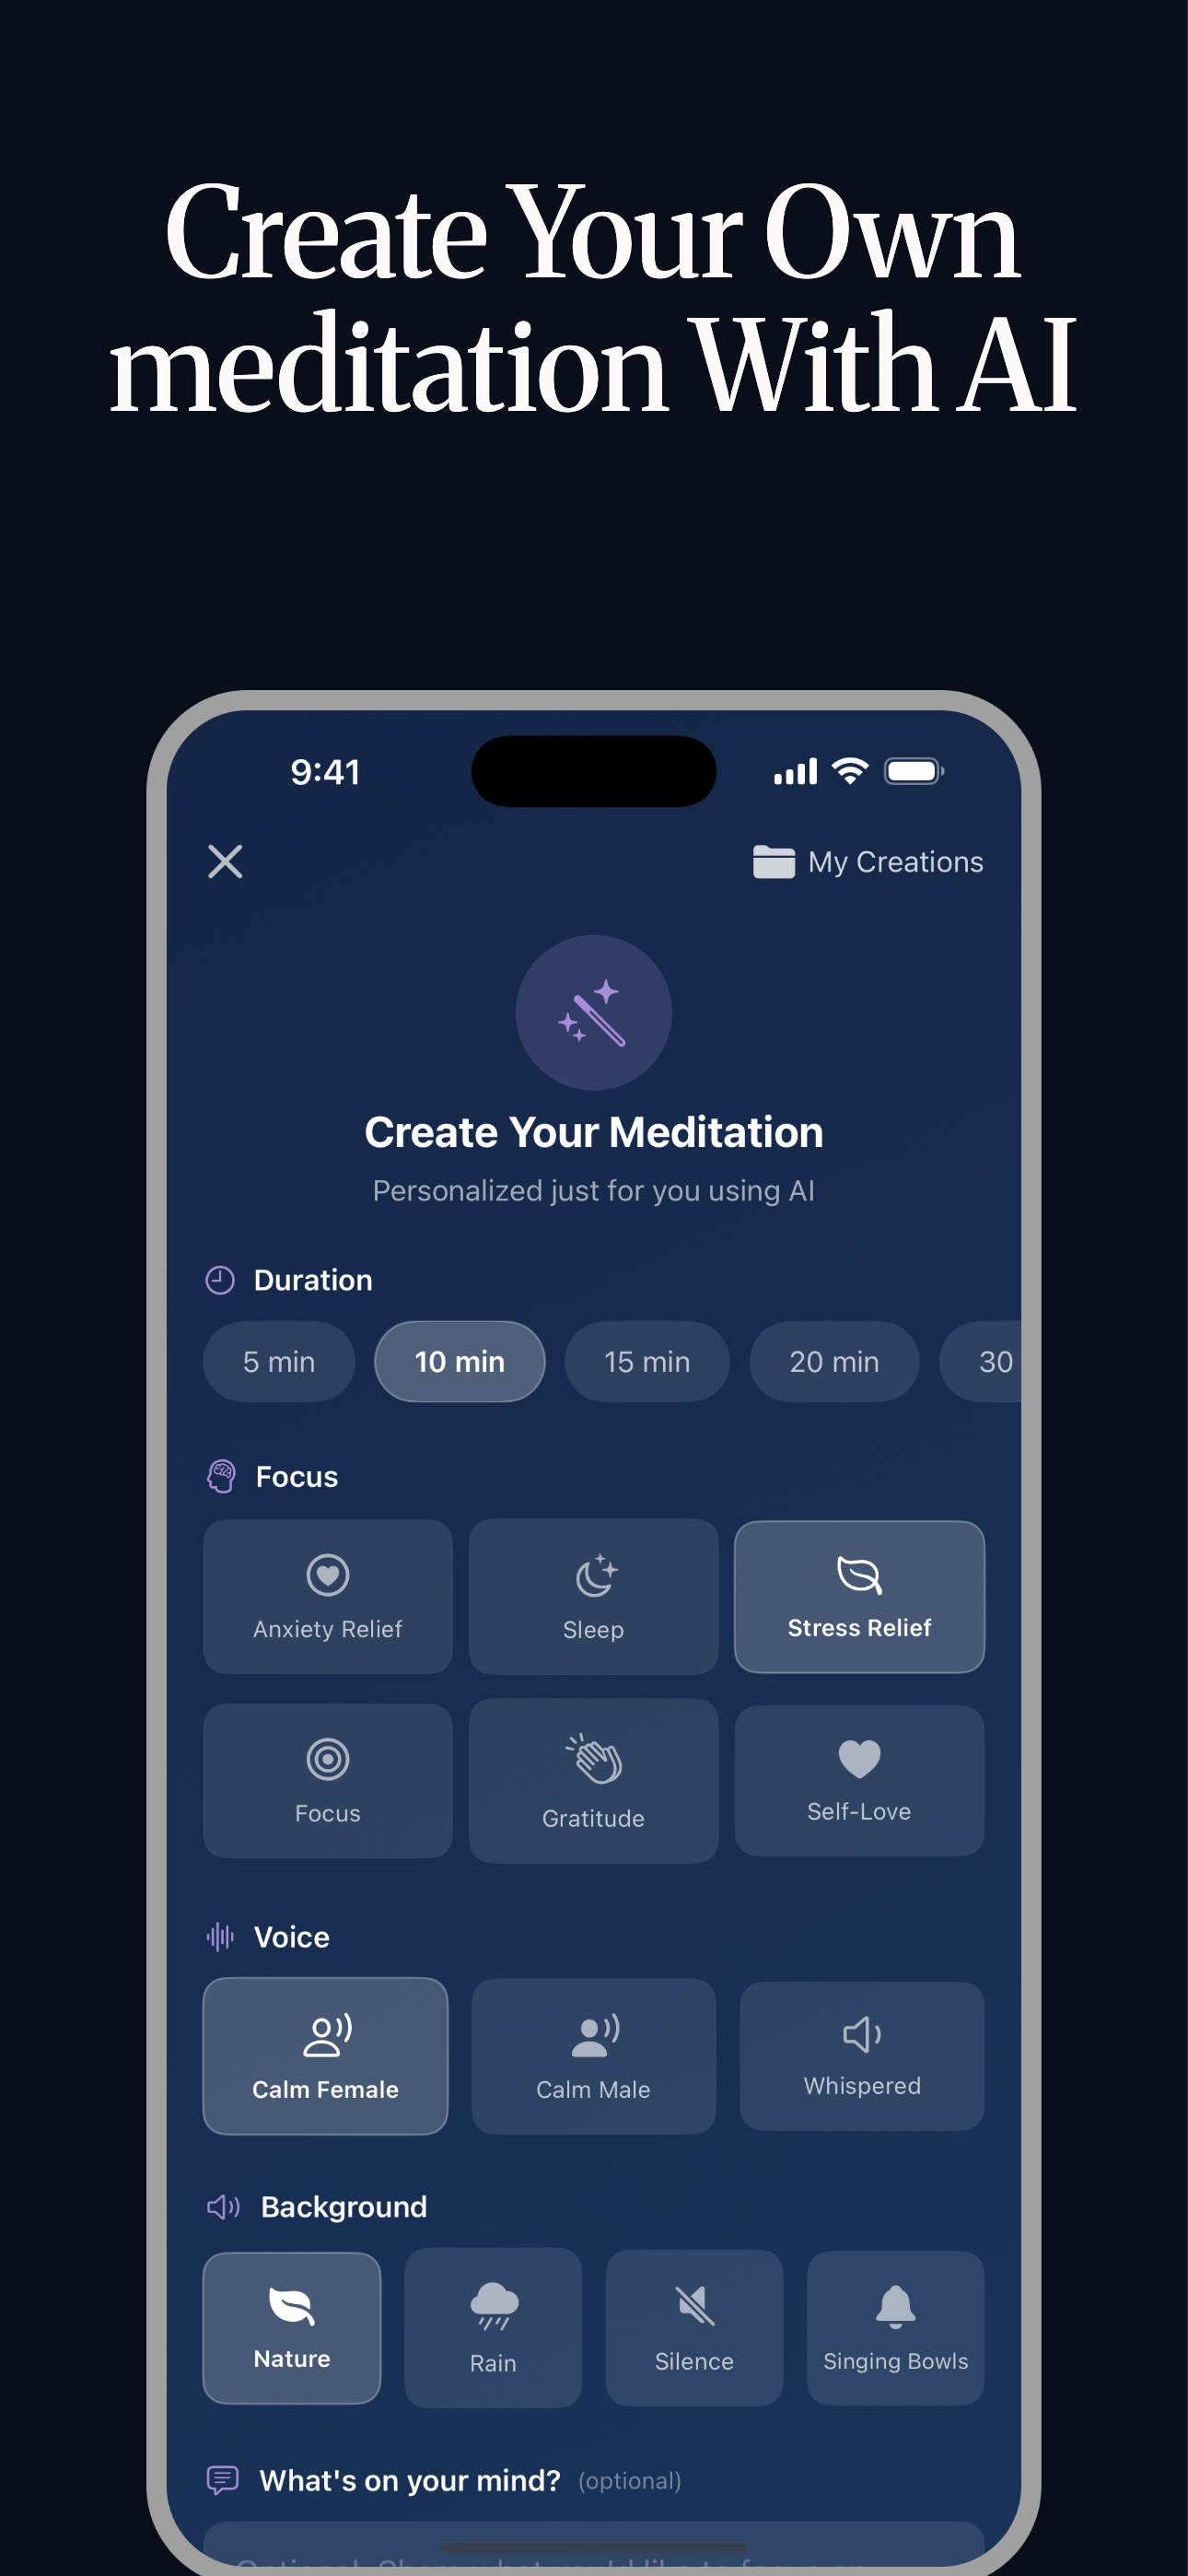 Create Your Own
meditation With AI
9:41
My Creations
Create Your Meditation
Personalized just for you using AI
Duration
5 min
10 min
15 min
20 min
30
Focus
Anxiety Relief
Sleep
Stress Relief
Focus
Gratitude
Self-Love
Voice
Calm Female
Calm Male
Whispered
Background
Nature
Rain
Silence
Singing Bowls
What's on your mind? (optional)